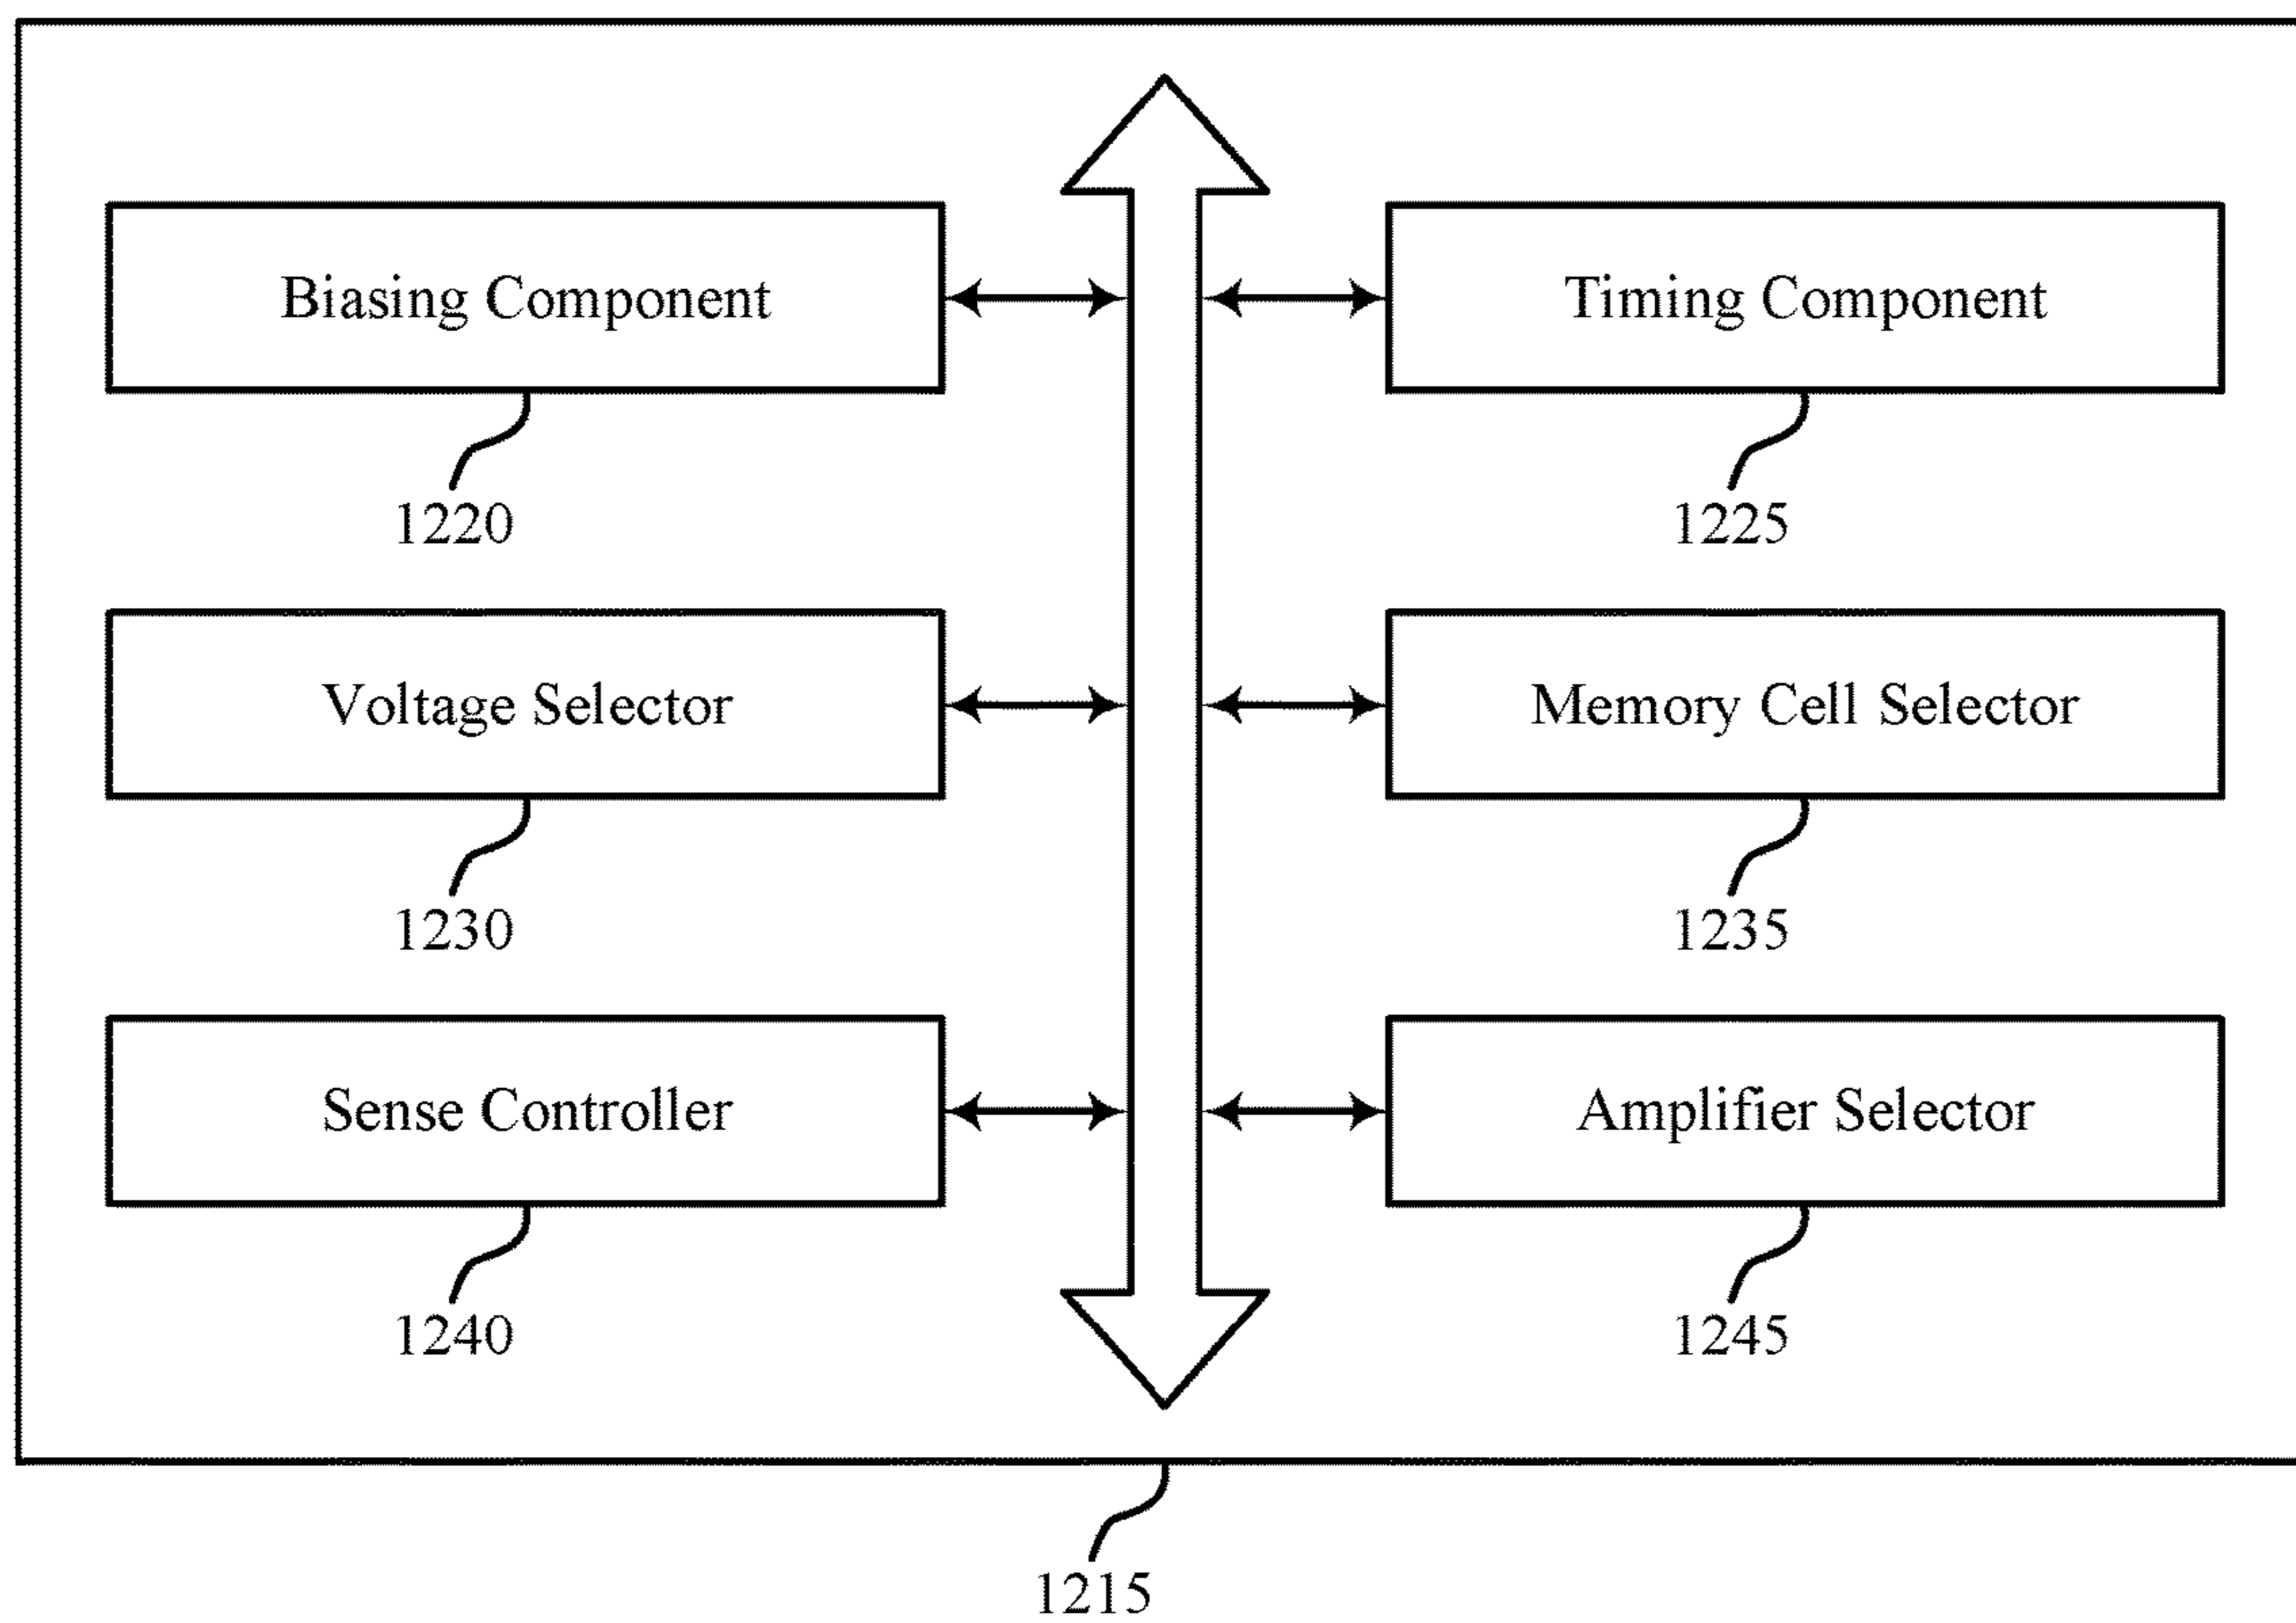 Biasing Component
Timing Component
1220
1225
Voltage Selector
Memory Cell Selector
1230
1235
Sense Controller
Amplifier Selector
1240
1245
1215